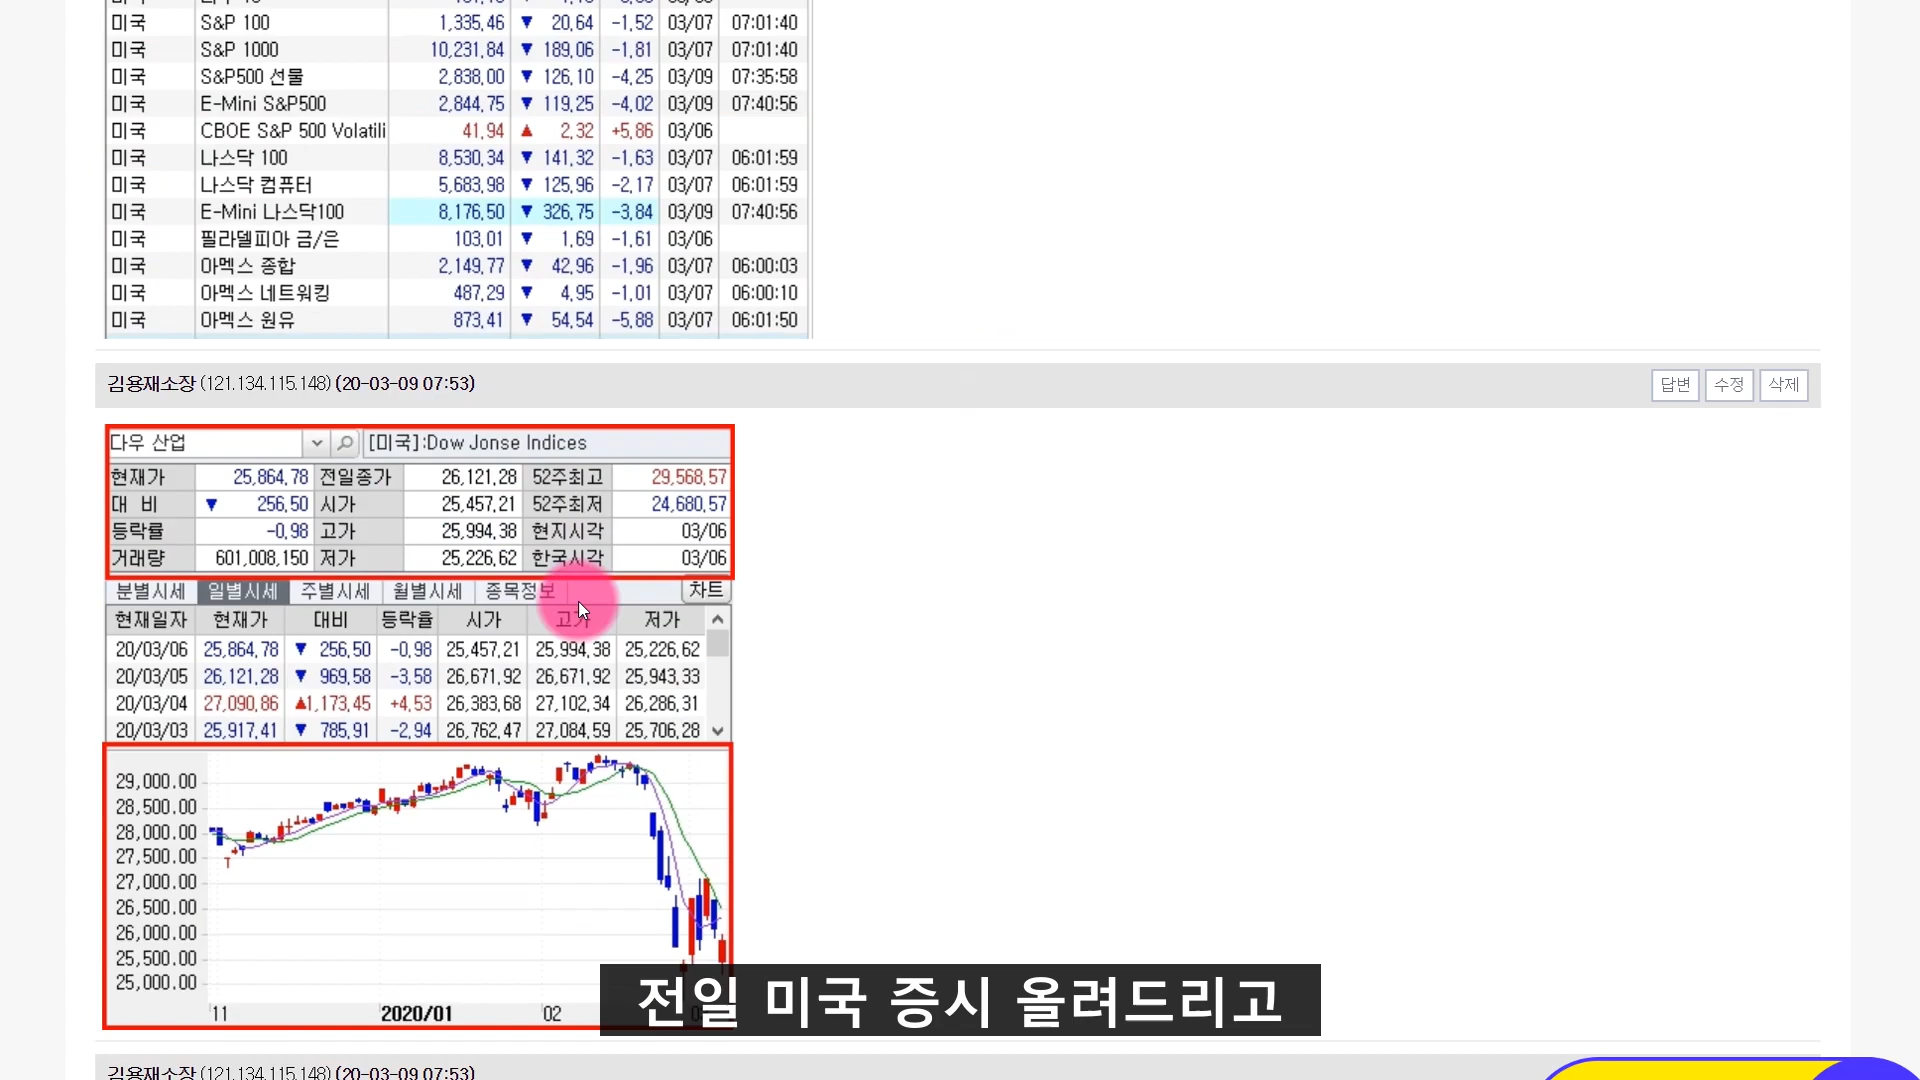 미국 S&P 100 1,335,46 ▼ 20,64 -1,52 03/07 07:01:40
미국 S&P 1000 10,231,84 ▼ 189,06 -1,81 03/07 07:01:40
미국 S&P500 선물 2,838,00 ▼ 126,10 -4,25 03/09 07:35:58
미국 E-Mini S&P500 2,844,75 ▼ 119,25 -4,02 03/09 07:40:56
미국 CBOE S&P 500 Volatili 41,94 ▲ 2,32 +5,86 03/06
미국 나스닥 100 8,530,34 ▼ 141,32 -1,63 03/07 06:01:59
미국 나스닥 컴퓨터 5,683,98 ▼ 125,96 -2,17 03/07 06:01:59
미국 E-Mini 나스닥100 8,176,50 ▼ 326,75 -3,84 03/09 07:40:56
미국 필라델피아 금/은 103,01 ▼ 1,69 -1,61 03/06
미국 아멕스 종합 2,149,77 ▼ 42,96 -1,96 03/07 06:00:03
미국 아멕스 네트워킹 487,29 ▼ 4,95 -1,01 03/07 06:00:10
미국 아멕스 원유 873,41 ▼ 54,54 -5,88 03/07 06:01:50
김용재소장 (121.134.115.148) (20-03-09 07:53) 답변 수정 삭제
다우 산업 [미국]:Dow Jonse Indices
현재가 25,864,78 전일종가 26,121,28 52주최고 29,568,57
대 비 ▼ 256,50 시가 25,457,21 52주최저 24,680,57
등락률 -0,98 고가 25,994,38 현지시각 03/06
거래량 601,008,150 저가 25,226,62 한국시각 03/06
분별시세 일별시세 주별시세 월별시세 종목정보 차트
현재일자 현재가 대비 등락율 시가 고가 저가
20/03/06 25,864,78 ▼ 256,50 -0,98 25,457,21 25,994,38 25,226,62
20/03/05 26,121,28 ▼ 969,58 -3,58 26,671,92 26,671,92 25,943,33
20/03/04 27,090,86 ▲1,173,45 +4,53 26,383,68 27,102,34 26,286,31
20/03/03 25,917,41 ▼ 785,91 -2,94 26,762,47 27,084,59 25,706,28
29,000.00
28,500.00
28,000.00
27,500.00
27,000.00
26,500.00
26,000.00
25,500.00
25,000.00
11 2020/01 02
전일 미국 증시 올려드리고
김용재소장 (121.134.115.148) (20-03-09 07:53)